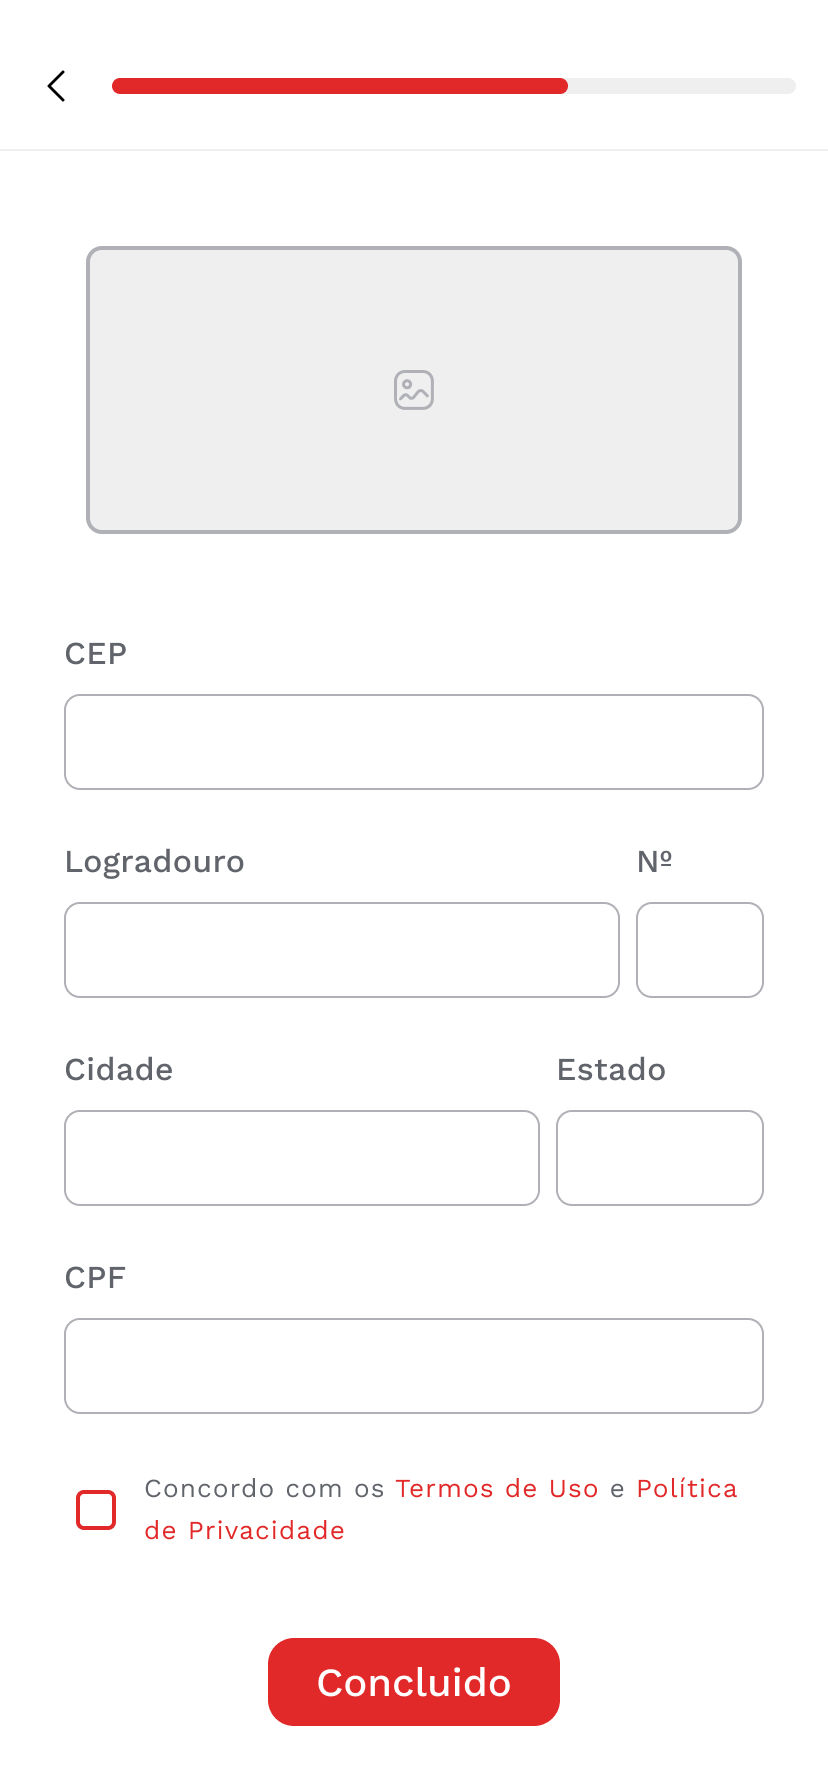 CEP
Logradouro Nº
Cidade Estado
CPF
Concordo com os Termos de Uso e Política
de Privacidade
Concluido